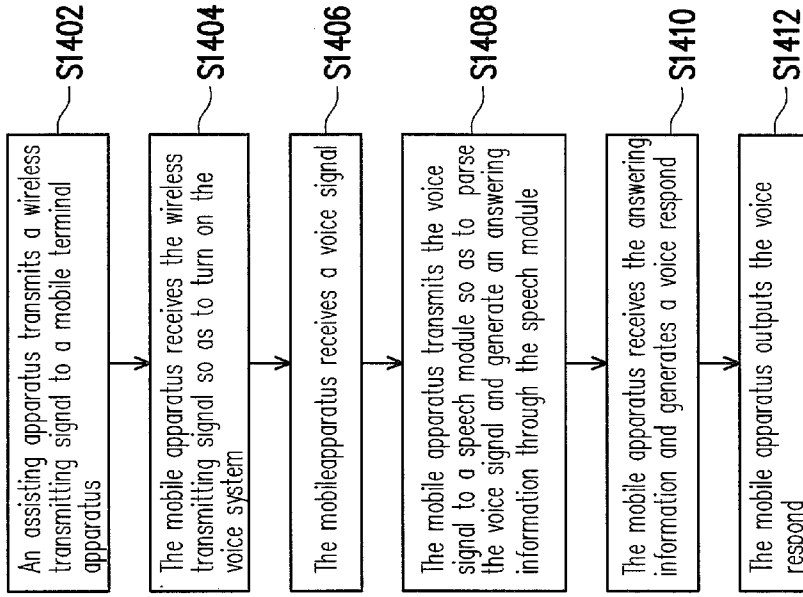 An assisting apparatus transmits a wireless
transmitting signal to a mobile terminal
apparatus
S1402
The mobile apparatus receives the wireless
transmitting signal so as to turn on the
voice system
S1404
The mobileapparatus receives a voice signal
S1406
The mobile apparatus transmits the voice
signal to a speech module so as to parse
the voice signal and generate an answering
information through the speech module
S1408
The mobile apparatus receives the answering
information and generates a voice respond
S1410
The mobile apparatus outputs the voice
respond
S1412